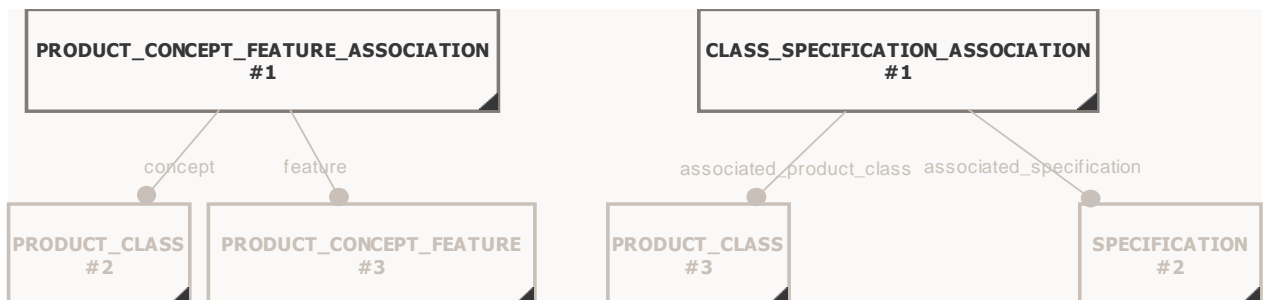 PRODUCT_CONCEPT_FEATURE_ASSOCIATION
#1
CLASS_SPECIFICATION_ASSOCIATION
#1
concept
feature
associated_product_class
associated_specification
PRODUCT_CLASS
#2
PRODUCT_CONCEPT_FEATURE
#3
PRODUCT_CLASS
#3
SPECIFICATION
#2